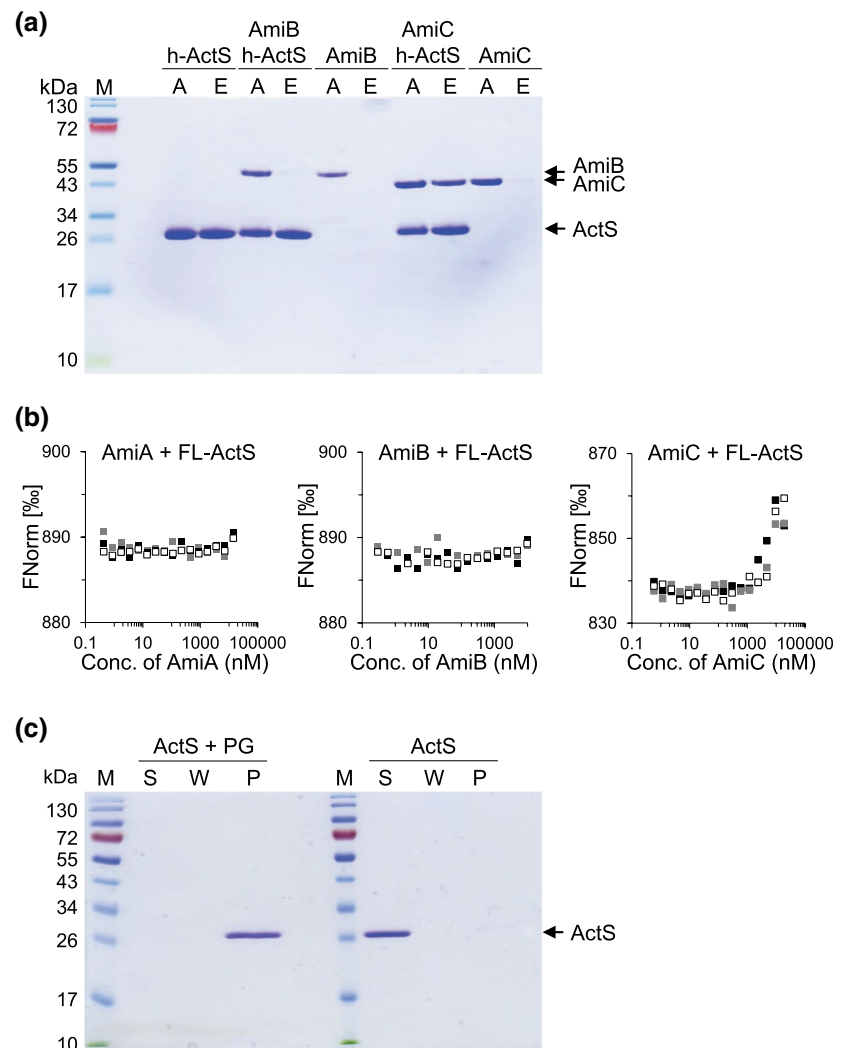 (a)
h-ActS
AmiB
h-ActS
AmiB
AmiC
h-ActS
AmiC
kDa M A E A E A E A E A E
130
72
55
43
34
26
17
10
AmiB
AmiC
ActS
(b)
AmiA + FL-ActS
FNorm [‰]
900
890
880
0.1 10 1000 100000
Conc. of AmiA (nM)
AmiB + FL-ActS
FNorm [‰]
900
890
880
0.1 10 1000
Conc. of AmiB (nM)
AmiC + FL-ActS
FNorm [‰]
870
850
830
0.1 10 1000 100000
Conc. of AmiC (nM)
(c)
ActS + PG
ActS
kDa M S W P M S W P
130
72
55
43
34
26
17
10
ActS